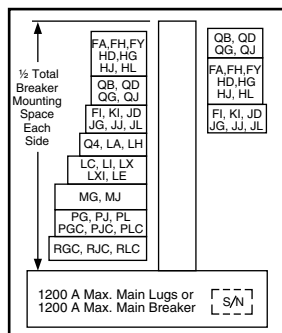 ½ Total
Breaker
Mounting
Space
Each
Side
FA,FH,FY
HD,HG
HJ, HL
QB, QD
QG, QJ
FI, KI, JD
JG, JJ, JL
Q4, LA, LH
LC, LI, LX
LXI, LE
MG, MJ
PG, PJ, PL
PGC, PJC, PLC
RGC, RJC, RLC
QB, QD
QG, QJ
FA,FH,FY
HD,HG
HJ, HL
FI, KI, JD
JG, JJ, JL
1200 A Max. Main Lugs or
1200 A Max. Main Breaker
S/N